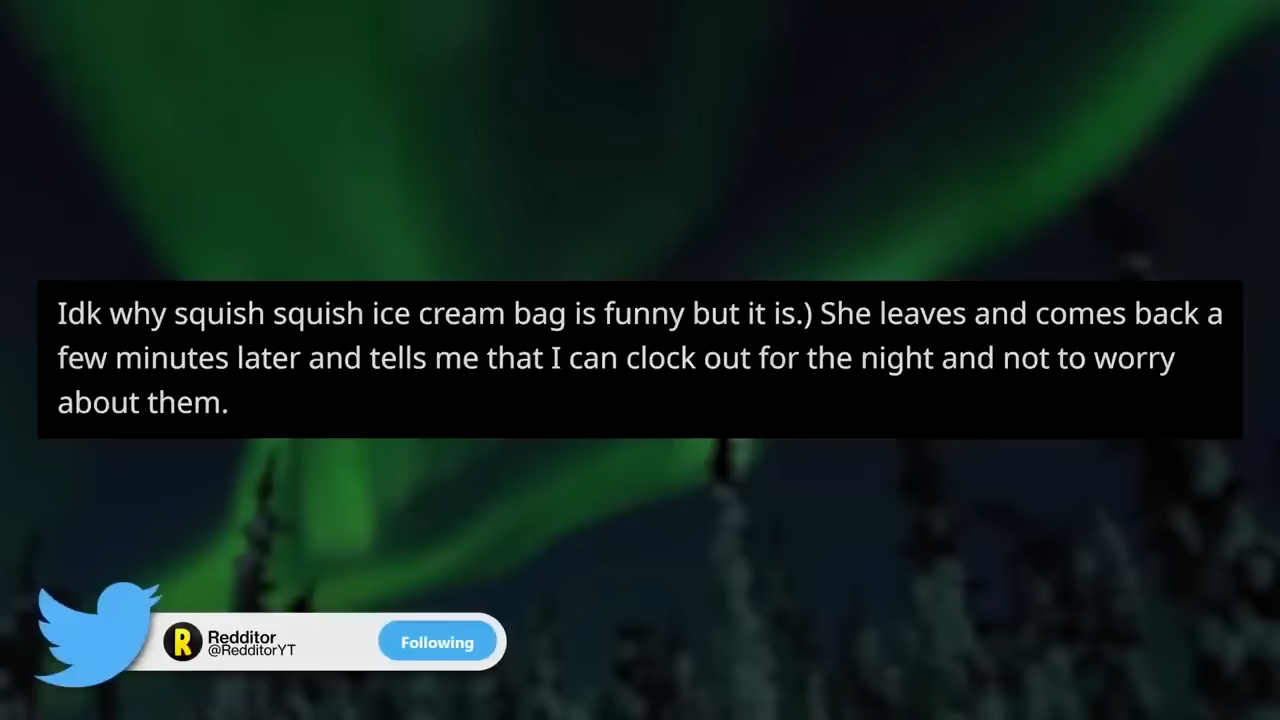 Idk why squish squish ice cream bag is funny but it is.) She leaves and comes back a
few minutes later and tells me that I can clock out for the night and not to worry
about them.
R
Redditor
@RedditorYT
Following